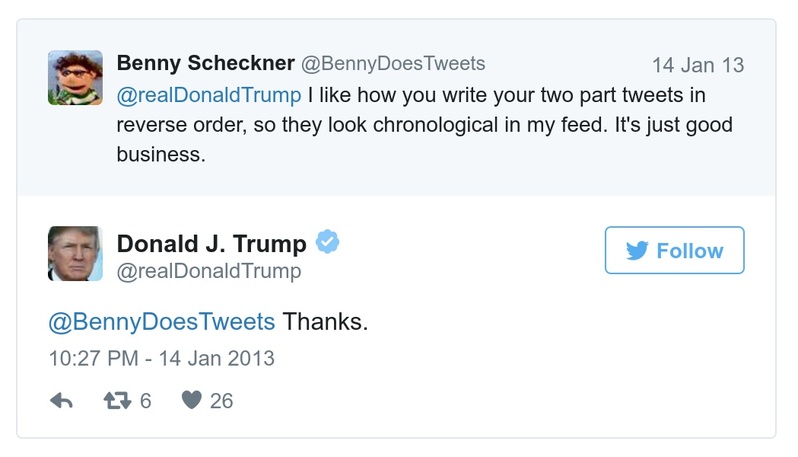 Benny Scheckner @BennyDoesTweets 14 Jan 13
@realDonaldTrump I like how you write your two part tweets in
reverse order, so they look chronological in my feed. It's just good
business.
Donald J. Trump
@realDonaldTrump
Follow
@BennyDoesTweets Thanks.
10:27 PM - 14 Jan 2013
6 26